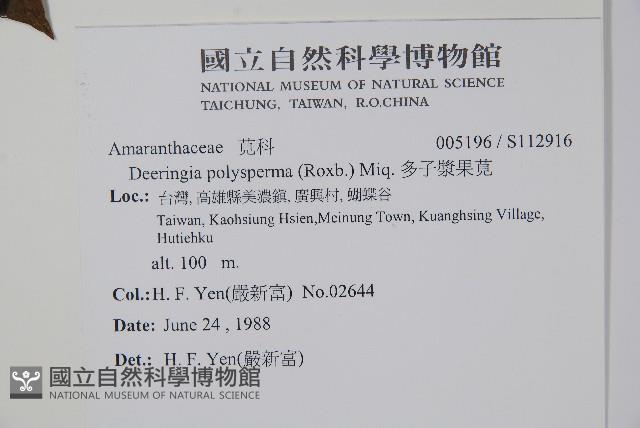 國立自然科學博物館
NATIONAL MUSEUM OF NATURAL SCIENCE
TAICHUNG, TAIWAN, R.O.CHINA
Amaranthaceae 莧科 005196 / S112916
Deeringia polysperma (Roxb.) Miq. 多子漿果莧
Loc.: 台灣, 高雄縣美濃鎮, 廣興村, 蝴蝶谷
Taiwan, Kaohsiung Hsien,Meinung Town, Kuanghsing Village,
Hutiehku
alt. 100 m.
Col.: H. F. Yen(嚴新富) No.02644
Date: June 24 , 1988
Det.: H. F. Yen(嚴新富)
國立自然科學博物館
NATIONAL MUSEUM OF NATURAL SCIENCE